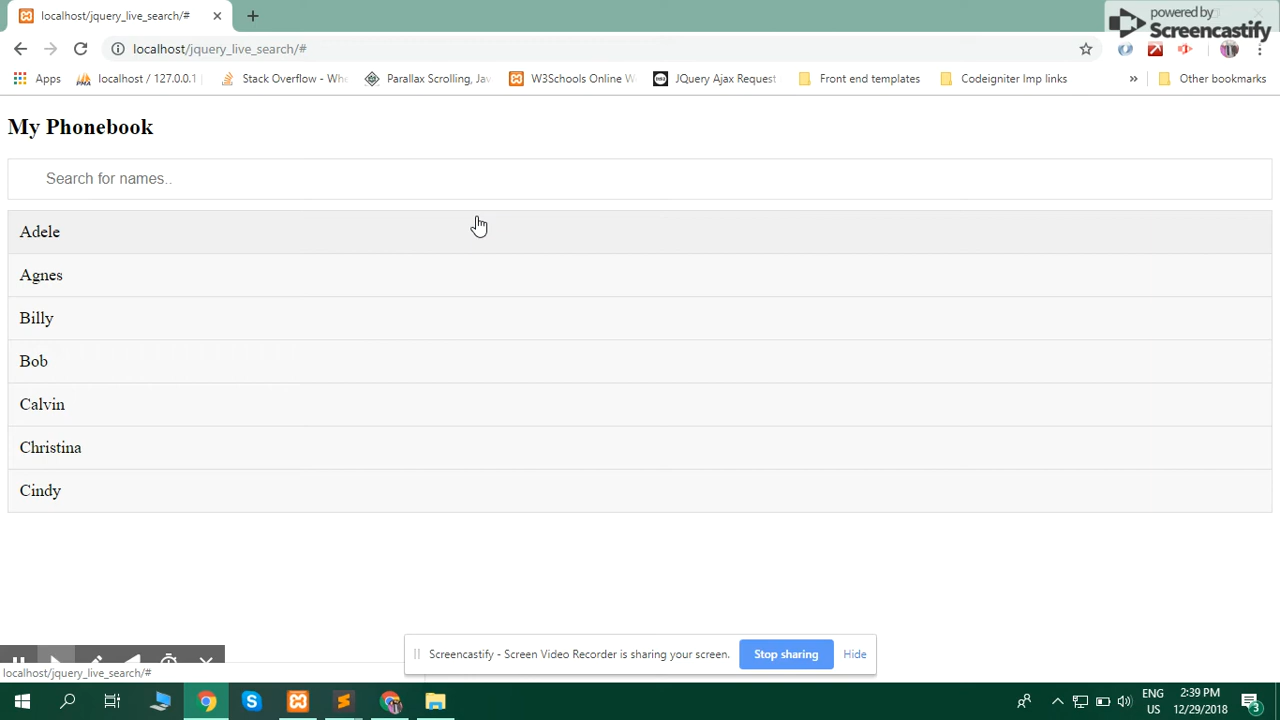 localhost/jquery_live_search/#
powered by
Screencastify
localhost/jquery_live_search/#
Apps
localhost / 127.0.0.1
Stack Overflow - Whe
Parallax Scrolling, Jav
W3Schools Online W
JQuery Ajax Request
Front end templates
Codeigniter Imp links
»
Other bookmarks
My Phonebook
Search for names..
Adele
Agnes
Billy
Bob
Calvin
Christina
Cindy
Screencastify - Screen Video Recorder is sharing your screen.
Stop sharing
Hide
localhost/jquery_live_search/#
ENG
US
2:39 PM
12/29/2018
3